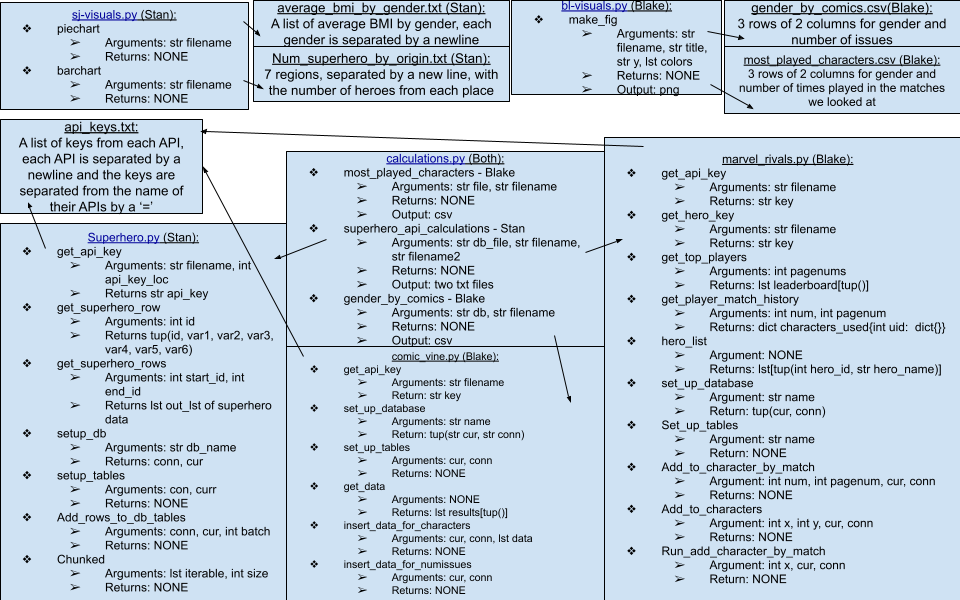 sj-visuals.py (Stan):
❖ piechart
➢ Arguments: str filename
➢ Returns: NONE
❖ barchart
➢ Arguments: str filename
➢ Returns: NONE
average_bmi_by_gender.txt (Stan):
A list of average BMI by gender, each
gender is separated by a newline
Num_superhero_by_origin.txt (Stan):
7 regions, separated by a new line, with
the number of heroes from each place
bl-visuals.py (Blake):
❖ make_fig
➢ Arguments: str
filename, str title,
str y, lst colors
➢ Returns: NONE
➢ Output: png
gender_by_comics.csv(Blake):
3 rows of 2 columns for gender and
number of issues
most_played_characters.csv (Blake):
3 rows of 2 columns for gender and
number of times played in the matches
we looked at
api_keys.txt:
A list of keys from each API,
each API is separated by a
newline and the keys are
separated from the name of
their APIs by a ‘=’
Superhero.py (Stan):
❖ get_api_key
➢ Arguments: str filename, int
api_key_loc
➢ Returns str api_key
❖ get_superhero_row
➢ Arguments: int id
➢ Returns tup(id, var1, var2, var3,
var4, var5, var6)
❖ get_superhero_rows
➢ Arguments: int start_id, int
end_id
➢ Returns lst out_lst of superhero
data
❖ setup_db
➢ Arguments: str db_name
➢ Returns: conn, cur
❖ setup_tables
➢ Arguments: con, curr
➢ Returns: NONE
❖ Add_rows_to_db_tables
➢ Arguments: conn, cur, int batch
➢ Returns: NONE
❖ Chunked
➢ Arguments: lst iterable, int size
➢ Returns: NONE
calculations.py (Both):
❖ most_played_characters - Blake
➢ Arguments: str file, str filename
➢ Returns: NONE
➢ Output: csv
❖ superhero_api_calculations - Stan
➢ Arguments: str db_file, str filename,
str filename2
➢ Returns: NONE
➢ Output: two txt files
❖ gender_by_comics - Blake
➢ Arguments: str db, str filename
➢ Returns: NONE
➢ Output: csv
comic_vine.py (Blake):
❖ get_api_key
➢ Arguments: str filename
➢ Return: str key
❖ set_up_database
➢ Arguments: str name
➢ Return: tup(str cur, str conn)
❖ set_up_tables
➢ Arguments: cur, conn
➢ Returns: NONE
❖ get_data
➢ Arguments: NONE
➢ Returns: lst results[tup()]
❖ insert_data_for_characters
➢ Arguments: cur, conn, lst data
➢ Returns: NONE
❖ insert_data_for_numissues
➢ Arguments: cur, conn
➢ Returns: NONE
marvel_rivals.py (Blake):
❖ get_api_key
➢ Arguments: str filename
➢ Returns: str key
❖ get_hero_key
➢ Arguments: str filename
➢ Returns: str key
❖ get_top_players
➢ Arguments: int pagenums
➢ Returns: lst leaderboard[tup()]
❖ get_player_match_history
➢ Arguments: int num, int pagenum
➢ Returns: dict characters_used{int uid: dict{}}
❖ hero_list
➢ Argument: NONE
➢ Returns: lst[tup(int hero_id, str hero_name)]
❖ set_up_database
➢ Argument: str name
➢ Return: tup(cur, conn)
❖ Set_up_tables
➢ Argument: str name
➢ Return: NONE
❖ Add_to_character_by_match
➢ Argument: int num, int pagenum, cur, conn
➢ Returns: NONE
❖ Add_to_characters
➢ Argument: int x, int y, cur, conn
➢ Returns: NONE
❖ Run_add_character_by_match
➢ Argument: int x, cur, conn
➢ Return: NONE